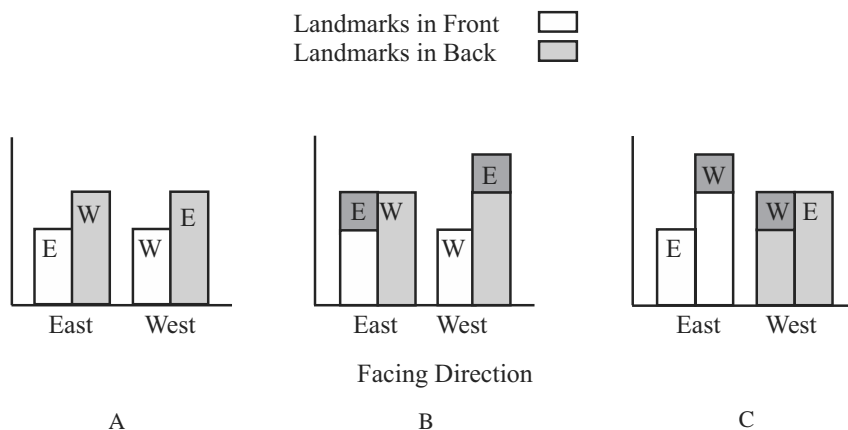 Landmarks in Front
Landmarks in Back
E W W E
East West
E W W E
East West
E W W E
East West
Facing Direction
A B C